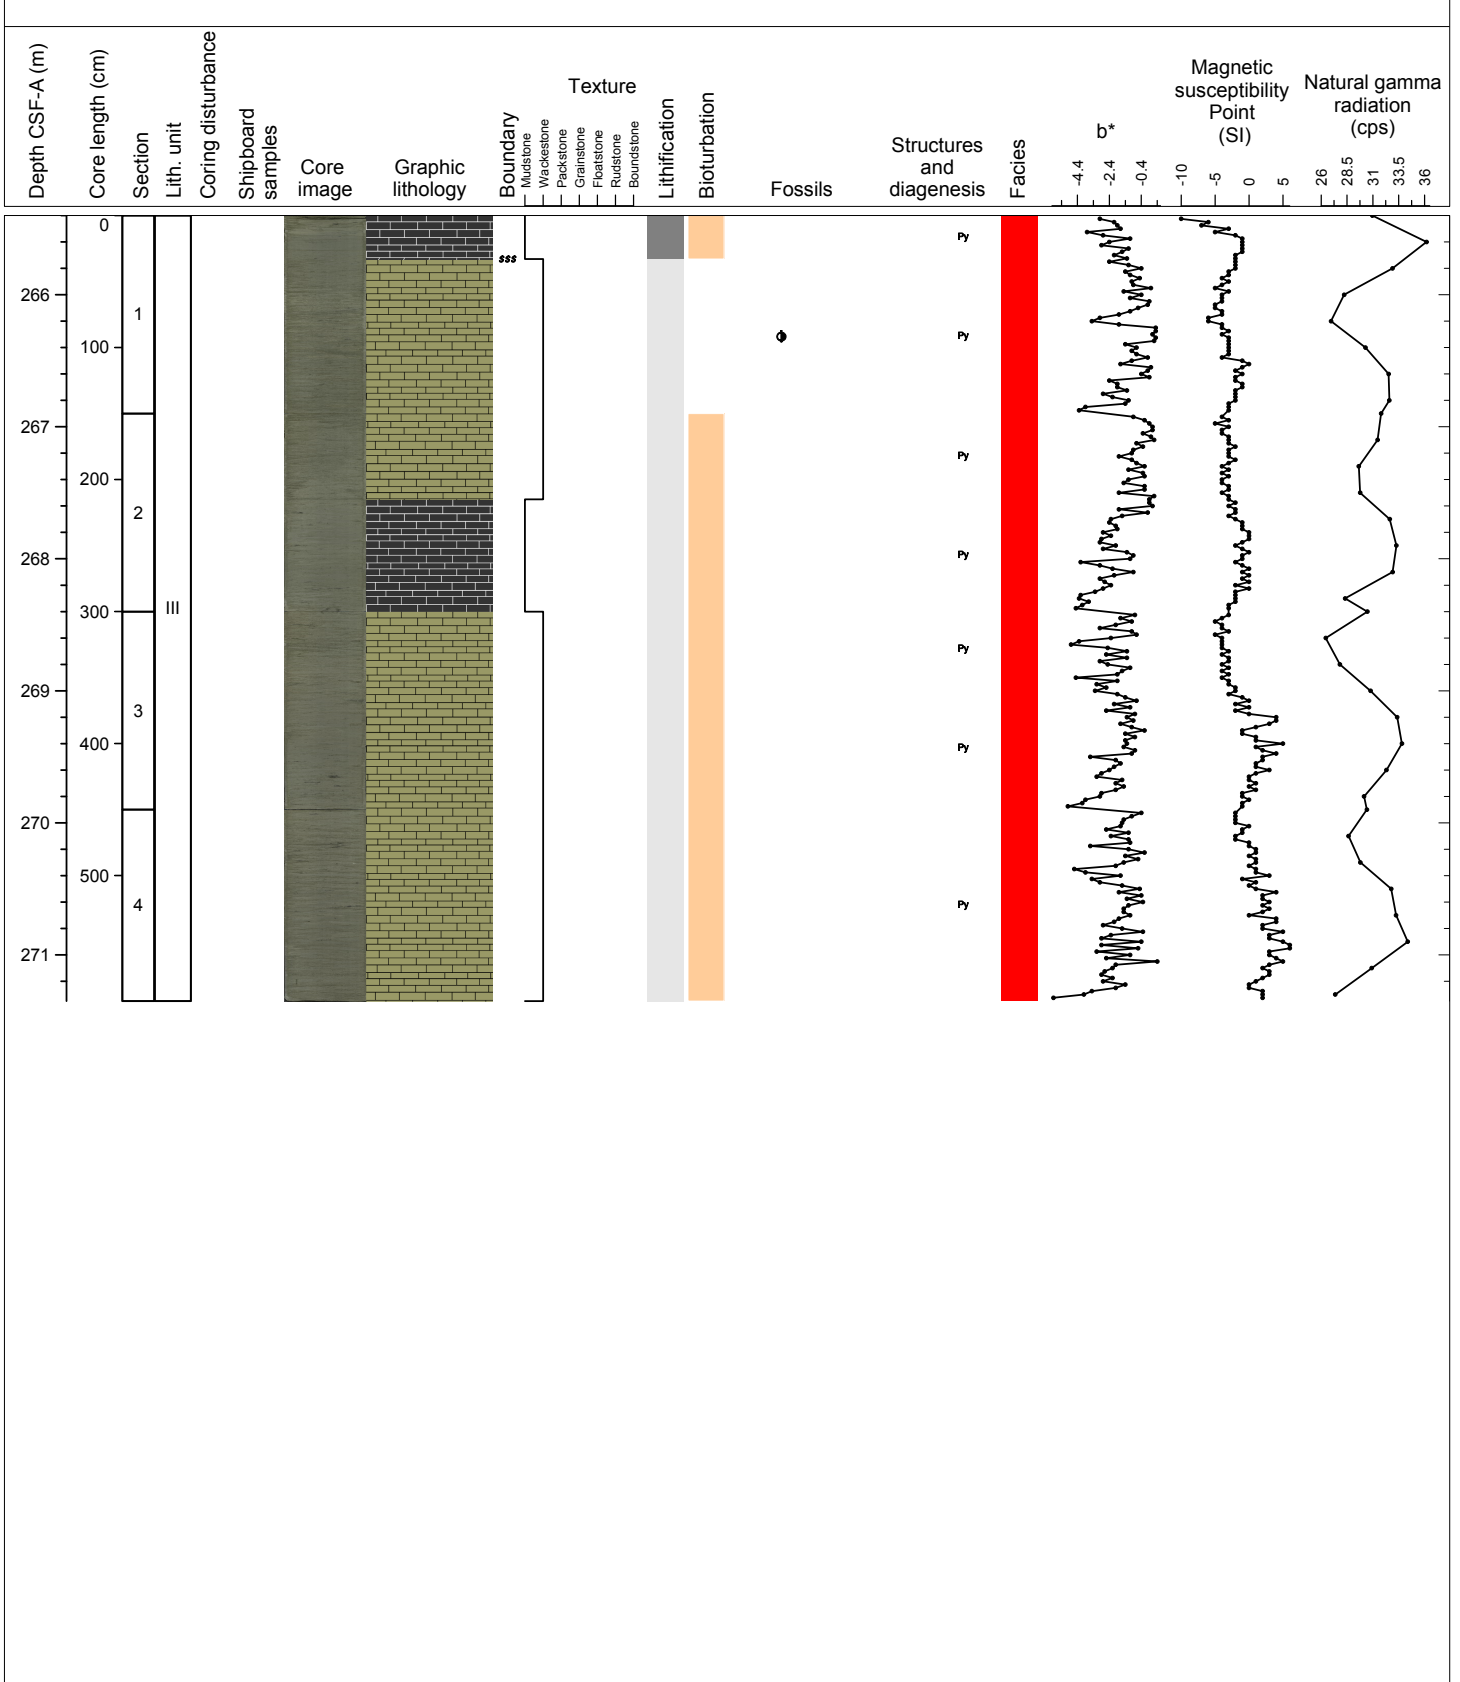 Depth CSF-A (m)
Core length (cm)
Section
Lith. unit
Coring disturbance
Shipboard
samples
Core
image
Graphic
lithology
Boundary
Texture
Mudstone
Wackestone
Packstone
Grainstone
Floatstone
Rudstone
Boundstone
Lithification
Bioturbation
Fossils
Structures
and
diagenesis
Facies
b*
-4.4
-2.4
-0.4
Magnetic
susceptibility
Point
(SI)
-10
-5
0
5
Natural gamma
radiation
(cps)
26
28.5
31
33.5
36
266
267
268
269
270
271
0
100
200
300
400
500
1
2
3
4
III
sss
Py
Py
Py
Py
Py
Py
Py